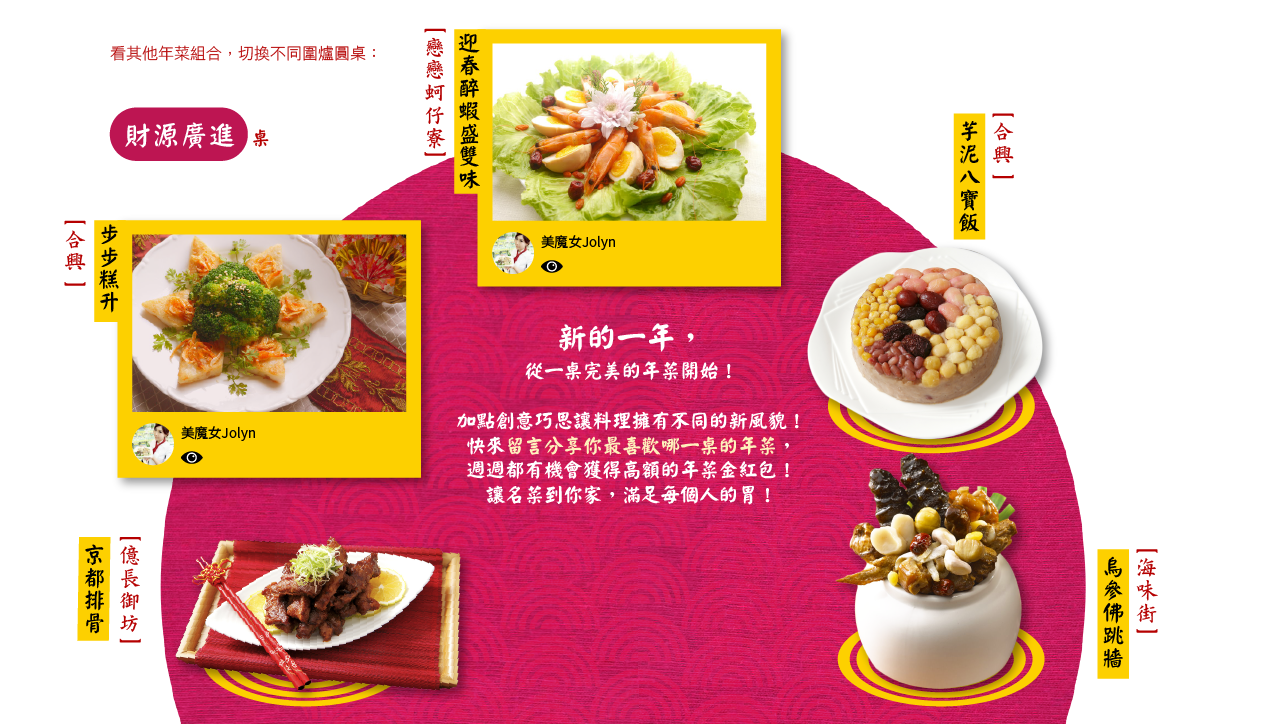 看其他年菜組合，切換不同圍爐圓桌：
財源廣進 桌
【戀戀蚵仔寮】
迎春醉蝦盛雙味
美魔女Jolyn
【合興】
芋泥八寶飯
【合興】
步步糕升
美魔女Jolyn
新的一年，
從一桌完美的年菜開始！
加點創意巧思讓料理擁有不同的新風貌！
快來留言分享你最喜歡哪一桌的年菜，
週週都有機會獲得高額的年菜金紅包！
讓名菜到你家，滿足每個人的胃！
【億長御坊】
京都排骨
【海味街】
烏參佛跳牆